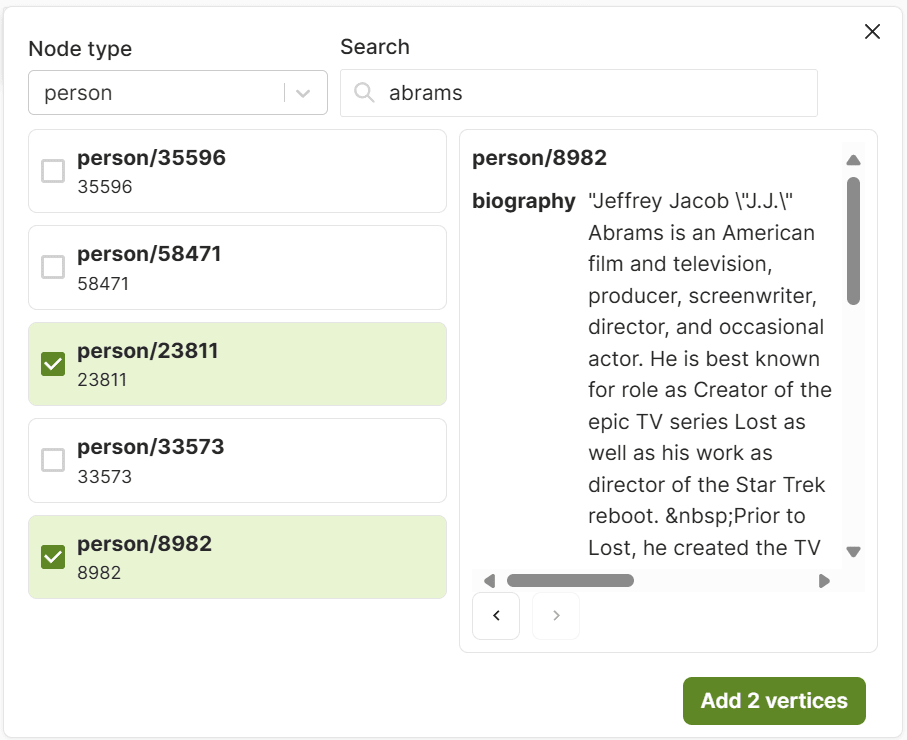 Node type
Search
person
abrams
person/35596
35596
person/58471
58471
person/23811
23811
person/33573
33573
person/8982
8982
person/8982
biography "Jeffrey Jacob \"J.J.\"
Abrams is an American
film and television,
producer, screenwriter,
director, and occasional
actor. He is best known
for role as Creator of the
epic TV series Lost as
well as his work as
director of the Star Trek
reboot. &nbsp;Prior to
Lost, he created the TV
Add 2 vertices